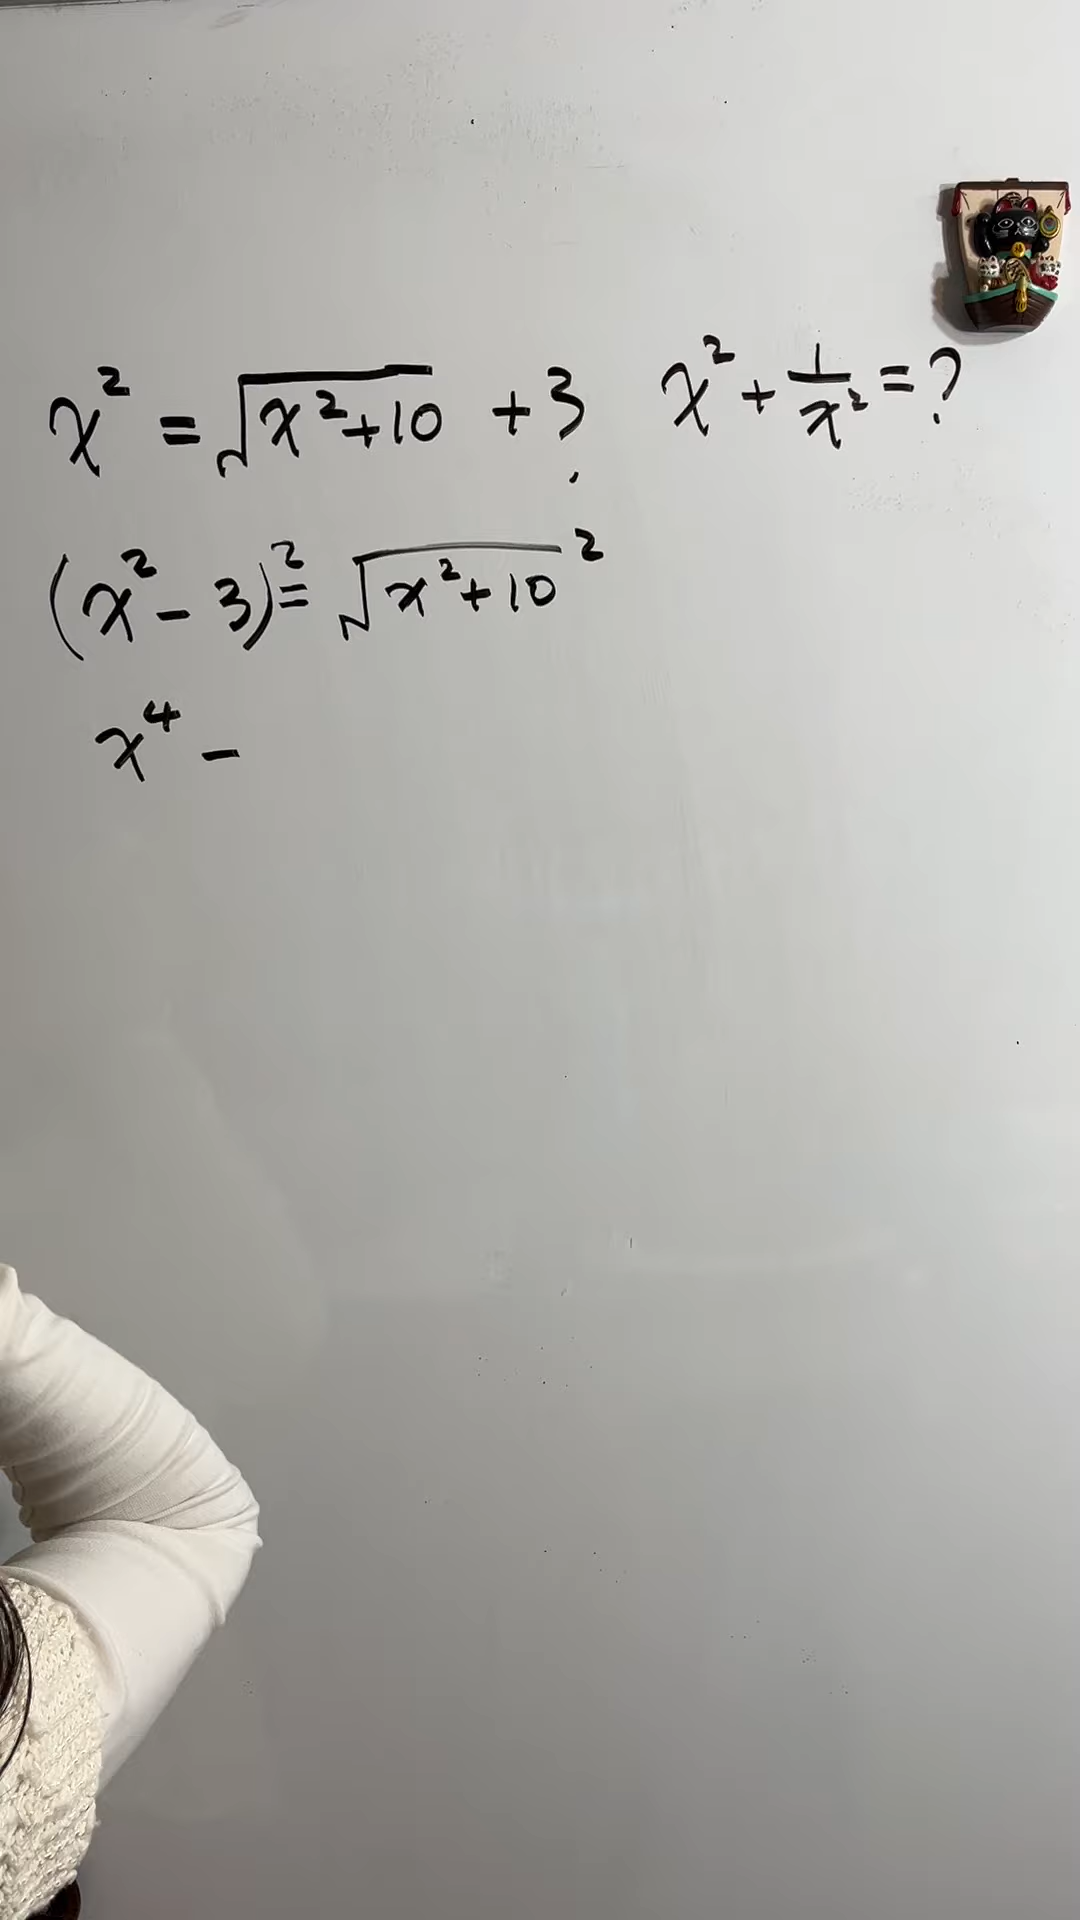 x² = √(x²+10) + 3   x² + 1/x² = ?
(x² - 3)² = √(x²+10)²
x⁴ -